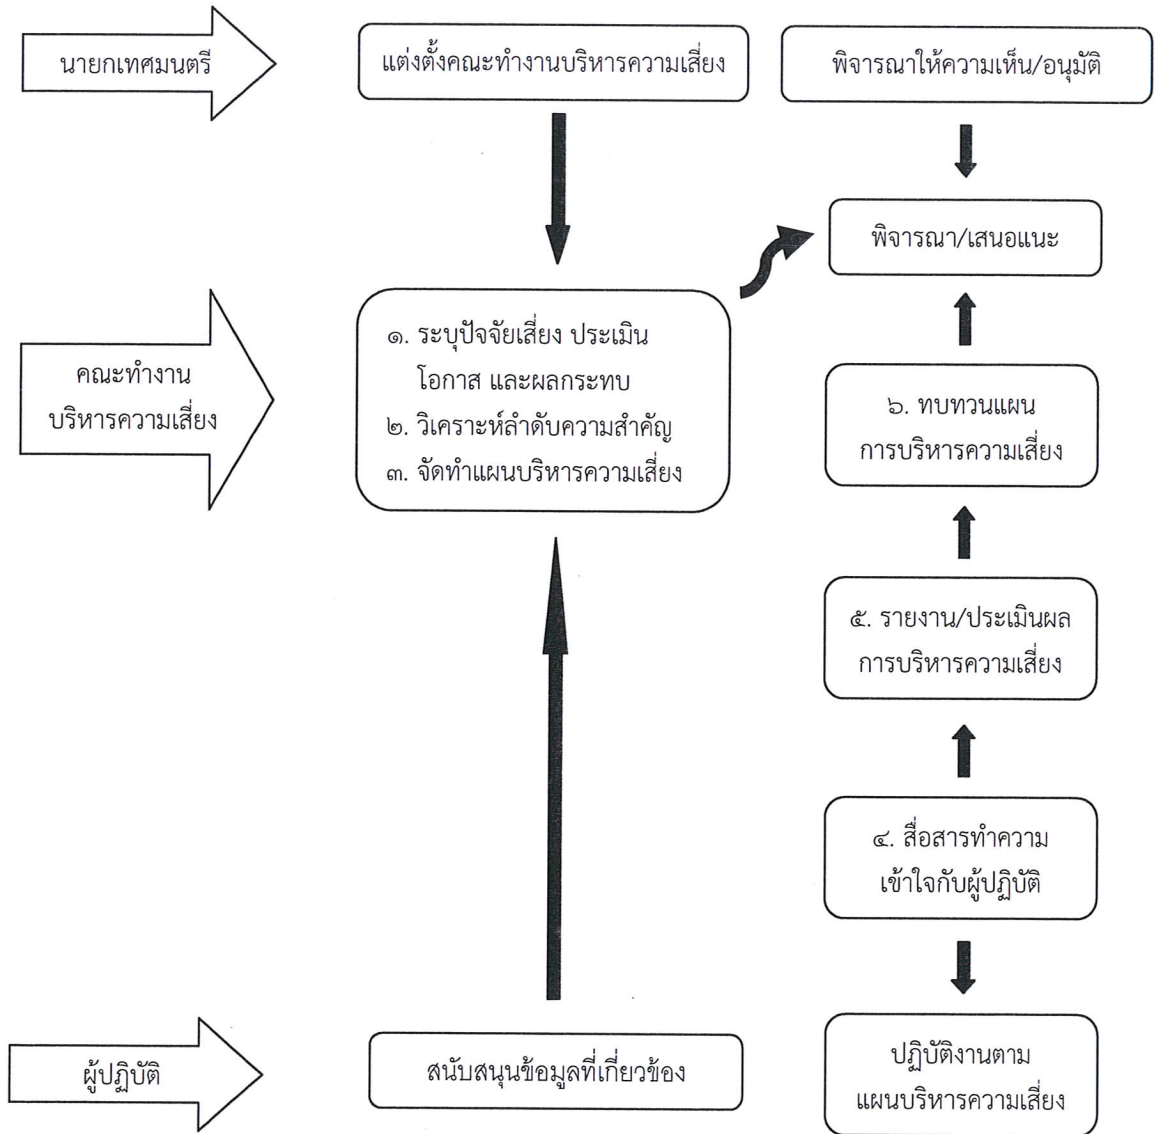 นายกเทศมนตรี
แต่งตั้งคณะทำงานบริหารความเสี่ยง
พิจารณาให้ความเห็น/อนุมัติ
พิจารณา/เสนอแนะ
คณะทำงาน
บริหารความเสี่ยง
๑. ระบุปัจจัยเสี่ยง ประเมิน
โอกาส และผลกระทบ
๒. วิเคราะห์ลำดับความสำคัญ
๓. จัดทำแผนบริหารความเสี่ยง
๖. ทบทวนแผน
การบริหารความเสี่ยง
๕. รายงาน/ประเมินผล
การบริหารความเสี่ยง
๔. สื่อสารทำความ
เข้าใจกับผู้ปฏิบัติ
ผู้ปฏิบัติ
สนับสนุนข้อมูลที่เกี่ยวข้อง
ปฏิบัติงานตาม
แผนบริหารความเสี่ยง